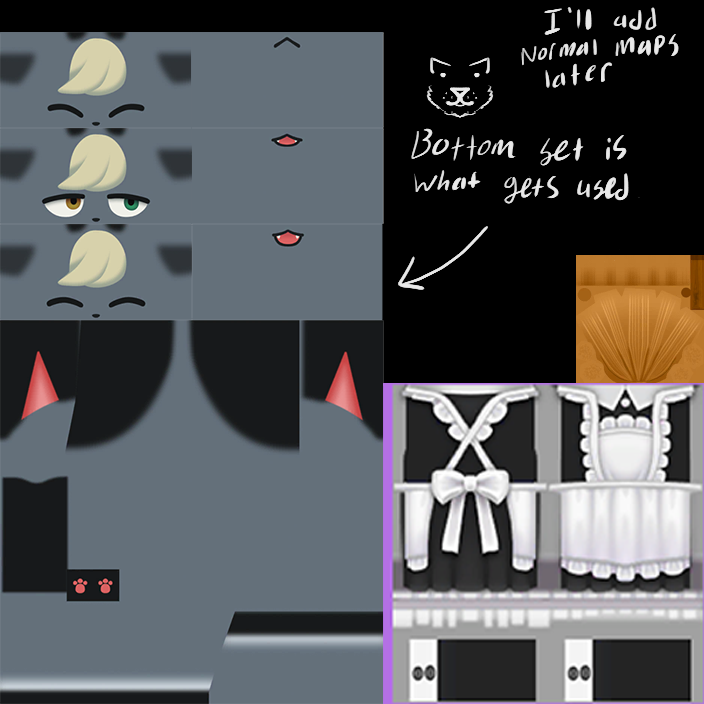 I'll add
Normal maps
later
Bottom set is
what gets used